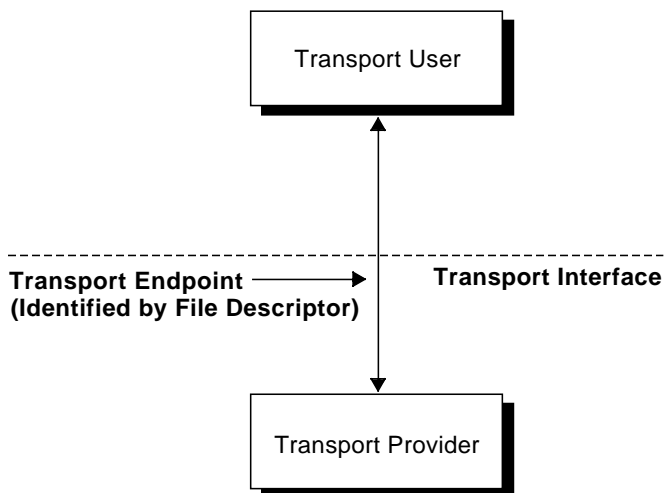 Transport User
Transport Endpoint
(Identified by File Descriptor)
Transport Interface
Transport Provider